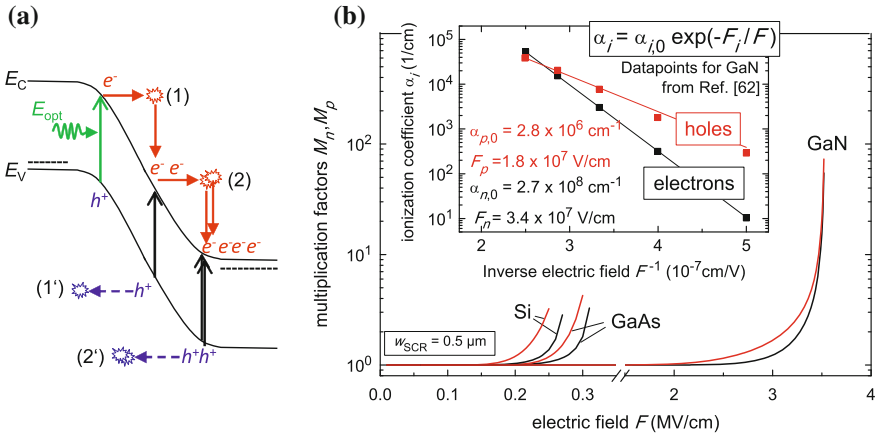 (a)
E_C
e⁻
(1)
E_opt
E_V
e⁻ e⁻
(2)
h⁺
e⁻e⁻e⁻e⁻
(1')
h⁺
(2')
h⁺h⁺
(b)
multiplication factors M_n, M_p
10²
10¹
10⁰
0.0
0.1
0.2
0.3
2
3
4
electric field F (MV/cm)
w_SCR = 0.5 µm
Si
GaAs
GaN
α_i = α_i,0 exp(-F_i/F)
Datapoints for GaN
from Ref. [62]
ionization coefficient α_i (1/cm)
10⁵
10⁴
10³
10²
10¹
α_p,0 = 2.8 x 10⁶ cm⁻¹
F_p = 1.8 x 10⁷ V/cm
α_n,0 = 2.7 x 10⁸ cm⁻¹
F_n = 3.4 x 10⁷ V/cm
holes
electrons
2
3
4
5
Inverse electric field F⁻¹ (10⁻⁷cm/V)